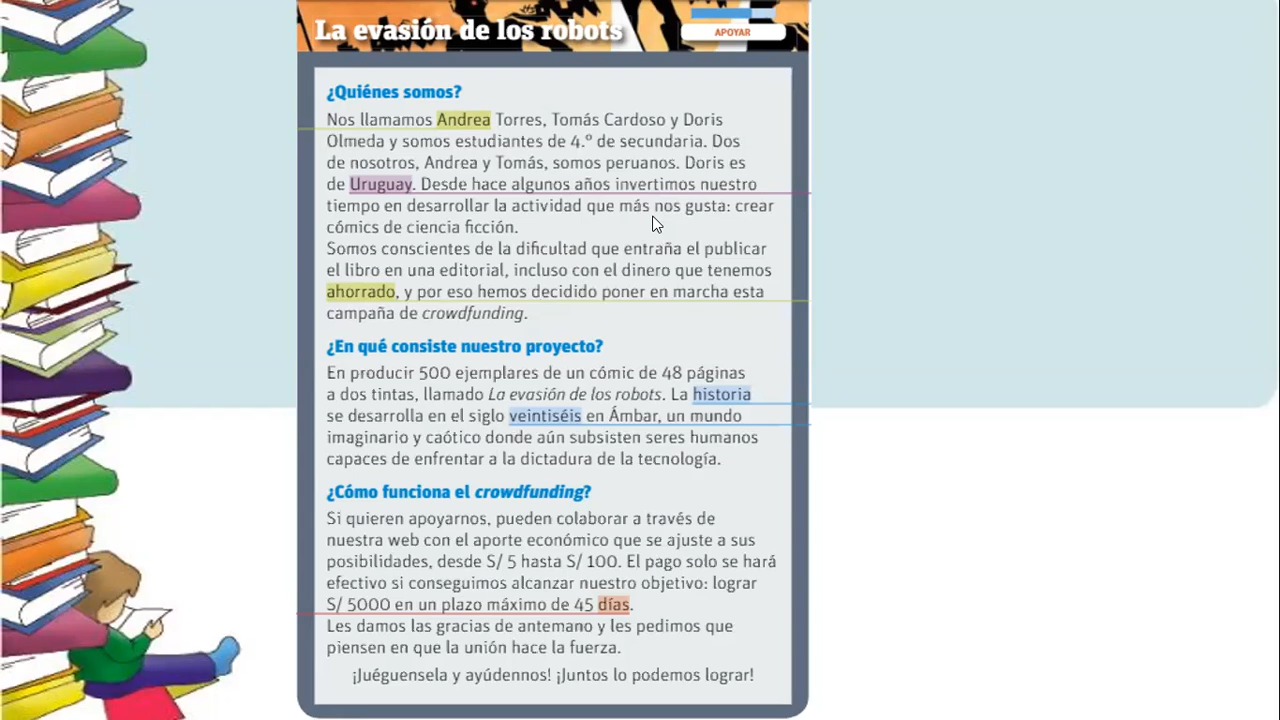 La evasión de los robots
APOYAR
¿Quiénes somos?
Nos llamamos Andrea Torres, Tomás Cardoso y Doris
Olmeda y somos estudiantes de 4.º de secundaria. Dos
de nosotros, Andrea y Tomás, somos peruanos. Doris es
de Uruguay. Desde hace algunos años invertimos nuestro
tiempo en desarrollar la actividad que más nos gusta: crear
cómics de ciencia ficción.
Somos conscientes de la dificultad que entraña el publicar
el libro en una editorial, incluso con el dinero que tenemos
ahorrado, y por eso hemos decidido poner en marcha esta
campaña de crowdfunding.
¿En qué consiste nuestro proyecto?
En producir 500 ejemplares de un cómic de 48 páginas
a dos tintas, llamado La evasión de los robots. La historia
se desarrolla en el siglo veintiséis en Ámbar, un mundo
imaginario y caótico donde aún subsisten seres humanos
capaces de enfrentar a la dictadura de la tecnología.
¿Cómo funciona el crowdfunding?
Si quieren apoyarnos, pueden colaborar a través de
nuestra web con el aporte económico que se ajuste a sus
posibilidades, desde S/ 5 hasta S/ 100. El pago solo se hará
efectivo si conseguimos alcanzar nuestro objetivo: lograr
S/ 5000 en un plazo máximo de 45 días.
Les damos las gracias de antemano y les pedimos que
piensen en que la unión hace la fuerza.
¡Juéguensela y ayúdennos! ¡Juntos lo podemos lograr!